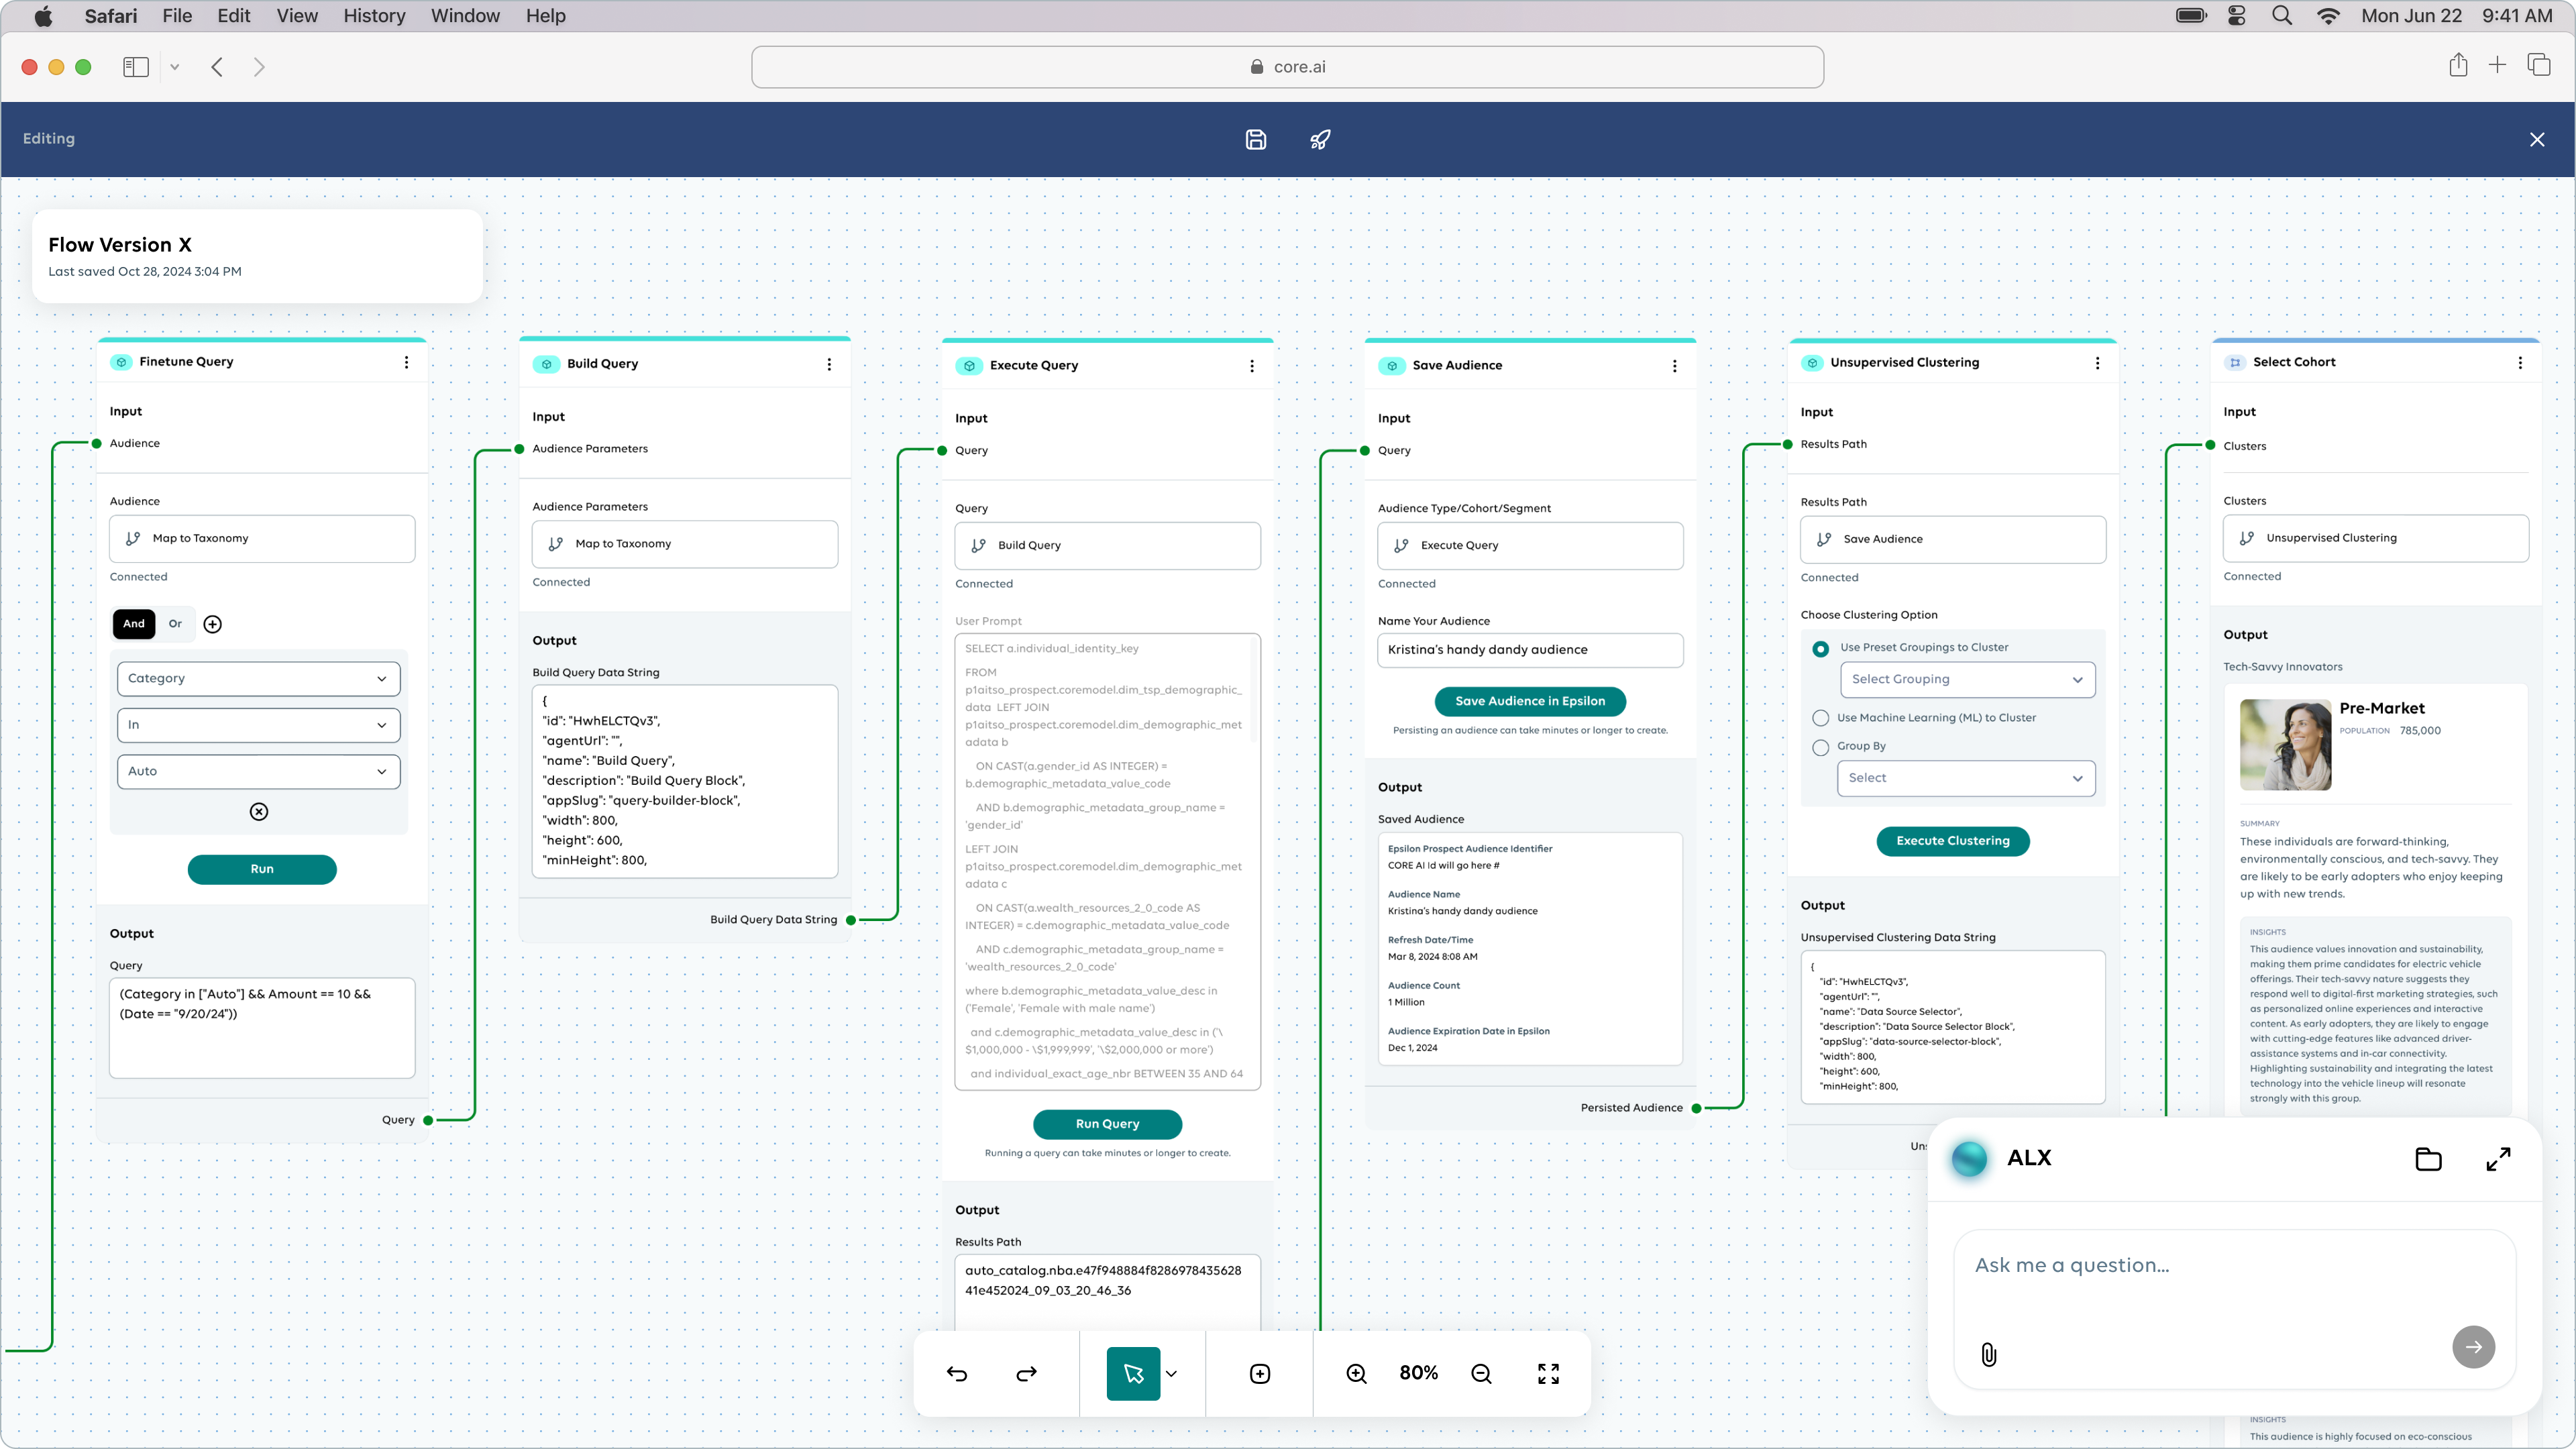 Safari File Edit View History Window Help
Mon Jun 22 9:41 AM
core.ai
Editing
Flow Version X
Last saved Oct 28, 2024 3:04 PM
Finetune Query
Input
Audience
Audience
Map to Taxonomy
Connected
And Or
Category
In
Auto
Run
Output
Query
(Category in ["Auto"] && Amount == 10 &&
(Date == "9/20/24"))
Query
Build Query
Input
Audience Parameters
Audience Parameters
Map to Taxonomy
Connected
Output
Build Query Data String
{
"id": "HwhELCTQv3",
"agentUrl": "",
"name": "Build Query",
"description": "Build Query Block",
"appSlug": "query-builder-block",
"width": 800,
"height": 600,
"minHeight": 800,
Build Query Data String
Execute Query
Input
Query
Query
Build Query
Connected
User Prompt
SELECT a.individual_identity_key
FROM
p1aitso_prospect.coremodel.dim_tsp_demographic_
data LEFT JOIN
p1aitso_prospect.coremodel.dim_demographic_met
adata b
ON CAST(a.gender_id AS INTEGER) =
b.demographic_metadata_value_code
AND b.demographic_metadata_group_name =
'gender_id'
LEFT JOIN
p1aitso_prospect.coremodel.dim_demographic_met
adata c
ON CAST(a.wealth_resources_2_0_code AS
INTEGER) = c.demographic_metadata_value_code
AND c.demographic_metadata_group_name =
'wealth_resources_2_0_code'
where b.demographic_metadata_value_desc in
('Female', 'Female with male name')
and c.demographic_metadata_value_desc in ('\
$1,000,000 - \$1,999,999', '\$2,000,000 or more')
and individual_exact_age_nbr BETWEEN 35 AND 64
Run Query
Running a query can take minutes or longer to create.
Output
Results Path
auto_catalog.nba.e47f948884f8286978435628
41e452024_09_03_20_46_36
Save Audience
Input
Query
Audience Type/Cohort/Segment
Execute Query
Connected
Name Your Audience
Kristina's handy dandy audience
Save Audience in Epsilon
Persisting an audience can take minutes or longer to create.
Output
Saved Audience
Epsilon Prospect Audience Identifier
CORE AI Id will go here #
Audience Name
Kristina's handy dandy audience
Refresh Date/Time
Mar 8, 2024 8:08 AM
Audience Count
1 Million
Audience Expiration Date in Epsilon
Dec 1, 2024
Persisted Audience
Unsupervised Clustering
Input
Results Path
Results Path
Save Audience
Connected
Choose Clustering Option
Use Preset Groupings to Cluster
Select Grouping
Use Machine Learning (ML) to Cluster
Group By
Select
Execute Clustering
Output
Unsupervised Clustering Data String
{
"id": "HwhELCTQv3",
"agentUrl": "",
"name": "Data Source Selector",
"description": "Data Source Selector Block",
"appSlug": "data-source-selector-block",
"width": 800,
"height": 600,
"minHeight": 800,
Select Cohort
Input
Clusters
Clusters
Unsupervised Clustering
Connected
Output
Tech-Savvy Innovators
Pre-Market
POPULATION 785,000
SUMMARY
These individuals are forward-thinking,
environmentally conscious, and tech-savvy. They
are likely to be early adopters who enjoy keeping
up with new trends.
INSIGHTS
This audience values innovation and sustainability,
making them prime candidates for electric vehicle
offerings. Their tech-savvy nature suggests they
respond well to digital-first marketing strategies, such
as personalized online experiences and interactive
content. As early adopters, they are likely to engage
with cutting-edge features like advanced driver-
assistance systems and in-car connectivity.
Highlighting sustainability and integrating the latest
technology into the vehicle lineup will resonate
strongly with this group.
ALX
Ask me a question...
80%
INSIGHTS
This audience is highly focused on eco-conscious